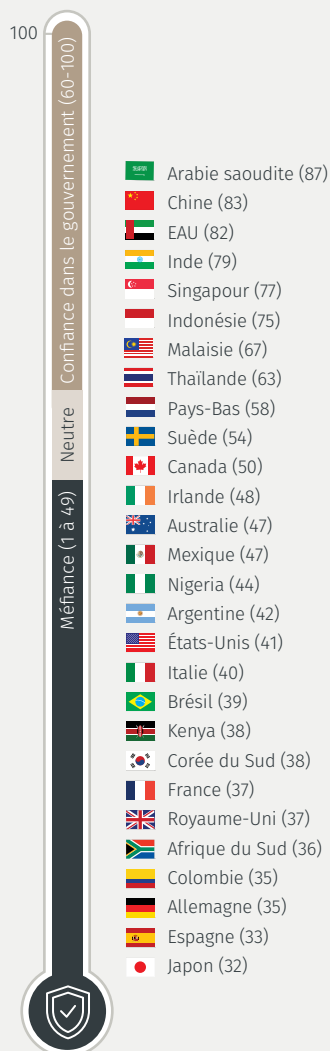 100
Confiance dans le gouvernement (60-100)
Neutre
Méfiance (1 à 49)
Arabie saoudite (87)
Chine (83)
EAU (82)
Inde (79)
Singapour (77)
Indonésie (75)
Malaisie (67)
Thaïlande (63)
Pays-Bas (58)
Suède (54)
Canada (50)
Irlande (48)
Australie (47)
Mexique (47)
Nigeria (44)
Argentine (42)
États-Unis (41)
Italie (40)
Brésil (39)
Kenya (38)
Corée du Sud (38)
France (37)
Royaume-Uni (37)
Afrique du Sud (36)
Colombie (35)
Allemagne (35)
Espagne (33)
Japon (32)